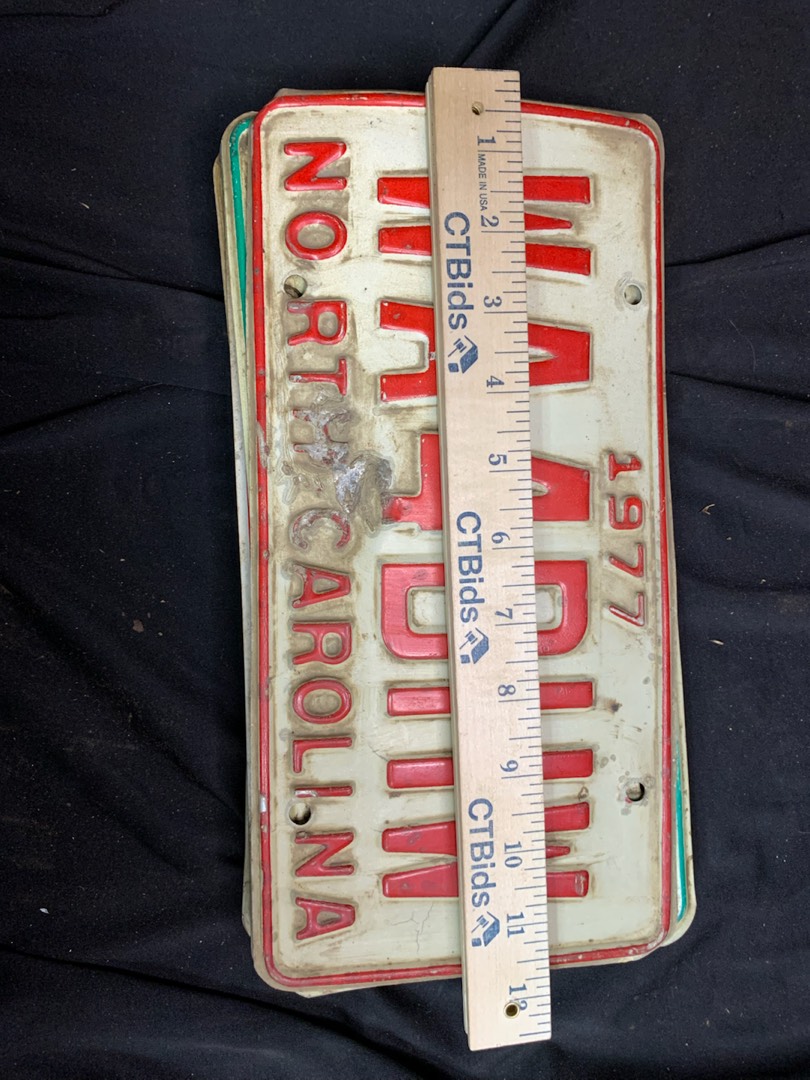 1977
NORTH CAROLINA
1 2 3 4 5 6 7 8 9 10 11 12
MADE IN USA
CTBids CTBids CTBids